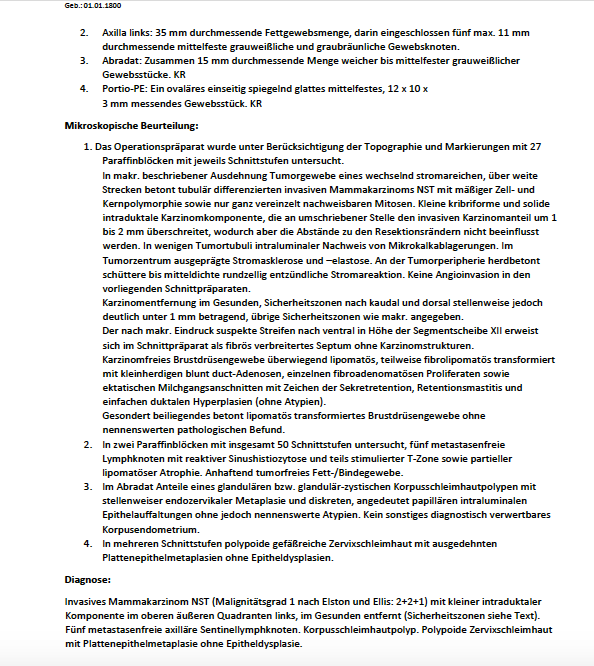 Geb.: 01.01.1800
2. Axilla links: 35 mm durchmessende Fettgewebsmenge, darin eingeschlossen fünf max. 11 mm
durchmessende mittelfeste grauweißliche und graubräunliche Gewebsknoten.
3. Abradat: Zusammen 15 mm durchmessende Menge weicher bis mittelfester grauweißlicher
Gewebsstücke. KR
4. Portio-PE: Ein ovaläres einseitig spiegelnd glattes mittelfestes, 12 x 10 x
3 mm messendes Gewebsstück. KR
Mikroskopische Beurteilung:
1. Das Operationspräparat wurde unter Berücksichtigung der Topographie und Markierungen mit 27
Paraffinblöcken mit jeweils Schnittstufen untersucht.
In makr. beschriebener Ausdehnung Tumorgewebe eines wechselnd stromareichen, über weite
Strecken betont tubulär differenzierten invasiven Mammakarzinoms NST mit mäßiger Zell- und
Kernpolymorphie sowie nur ganz vereinzelt nachweisbaren Mitosen. Kleine kribriforme und solide
intraduktale Karzinomkomponente, die an umschriebener Stelle den invasiven Karzinomanteil um 1
bis 2 mm überschreitet, wodurch aber die Abstände zu den Resektionsrändern nicht beeinflusst
werden. In wenigen Tumortubuli intraluminaler Nachweis von Mikrokalkablagerungen. Im
Tumorzentrum ausgeprägte Stromasklerose und –elastose. An der Tumorperipherie herdbetont
schüttere bis mitteldichte rundzellig entzündliche Stromareaktion. Keine Angioinvasion in den
vorliegenden Schnittpräparaten.
Karzinomentfernung im Gesunden, Sicherheitszonen nach kaudal und dorsal stellenweise jedoch
deutlich unter 1 mm betragend, übrige Sicherheitszonen wie makr. angegeben.
Der nach makr. Eindruck suspekte Streifen nach ventral in Höhe der Segmentscheibe XII erweist
sich im Schnittpräparat als fibrös verbreitertes Septum ohne Karzinomstrukturen.
Karzinomfreies Brustdrüsengewebe überwiegend lipomatös, teilweise fibrolipomatös transformiert
mit kleinherdigen blunt duct-Adenosen, einzelnen fibroadenomatösen Proliferaten sowie
ektatischen Milchgangsanschnitten mit Zeichen der Sekretretention, Retentionsmastitis und
einfachen duktalen Hyperplasien (ohne Atypien).
Gesondert beiliegendes betont lipomatös transformiertes Brustdrüsengewebe ohne
nennenswerten pathologischen Befund.
2. In zwei Paraffinblöcken mit insgesamt 50 Schnittstufen untersucht, fünf metastasenfreie
Lymphknoten mit reaktiver Sinushistiozytose und teils stimulierter T-Zone sowie partieller
lipomatöser Atrophie. Anhaftend tumorfreies Fett-/Bindegewebe.
3. Im Abradat Anteile eines glandulären bzw. glandulär-zystischen Korpusschleimhautpolypen mit
stellenweiser endozervikaler Metaplasie und diskreten, angedeutet papillären intraluminalen
Epithelauffaltungen ohne jedoch nennenswerte Atypien. Kein sonstiges diagnostisch verwertbares
Korpusendometrium.
4. In mehreren Schnittstufen polypoide gefäßreiche Zervixschleimhaut mit ausgedehnten
Plattenepithelmetaplasien ohne Epitheldysplasien.
Diagnose:
Invasives Mammakarzinom NST (Malignitätsgrad 1 nach Elston und Ellis: 2+2+1) mit kleiner intraduktaler
Komponente im oberen äußeren Quadranten links, im Gesunden entfernt (Sicherheitszonen siehe Text).
Fünf metastasenfreie axilläre Sentinellymphknoten. Korpusschleimhautpolyp. Polypoide Zervixschleimhaut
mit Plattenepithelmetaplasie ohne Epitheldysplasie.